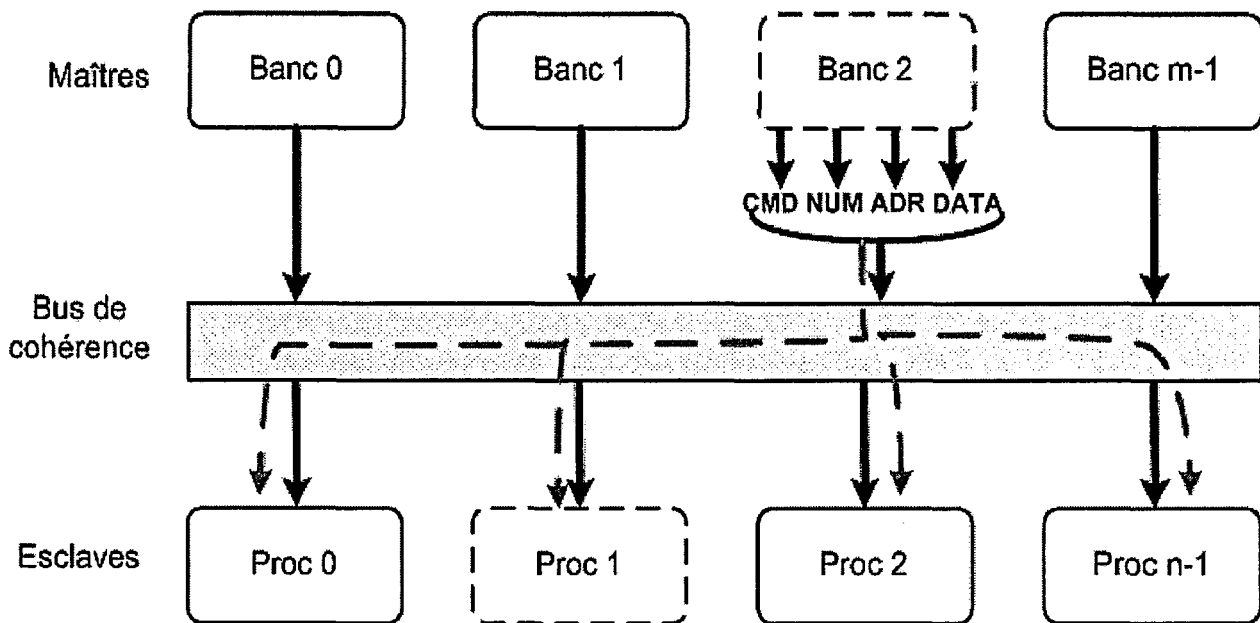 Maîtres
Banc 0
Banc 1
Banc 2
Banc m-1
CMD NUM ADR DATA
Bus de
cohérence
Esclaves
Proc 0
Proc 1
Proc 2
Proc n-1